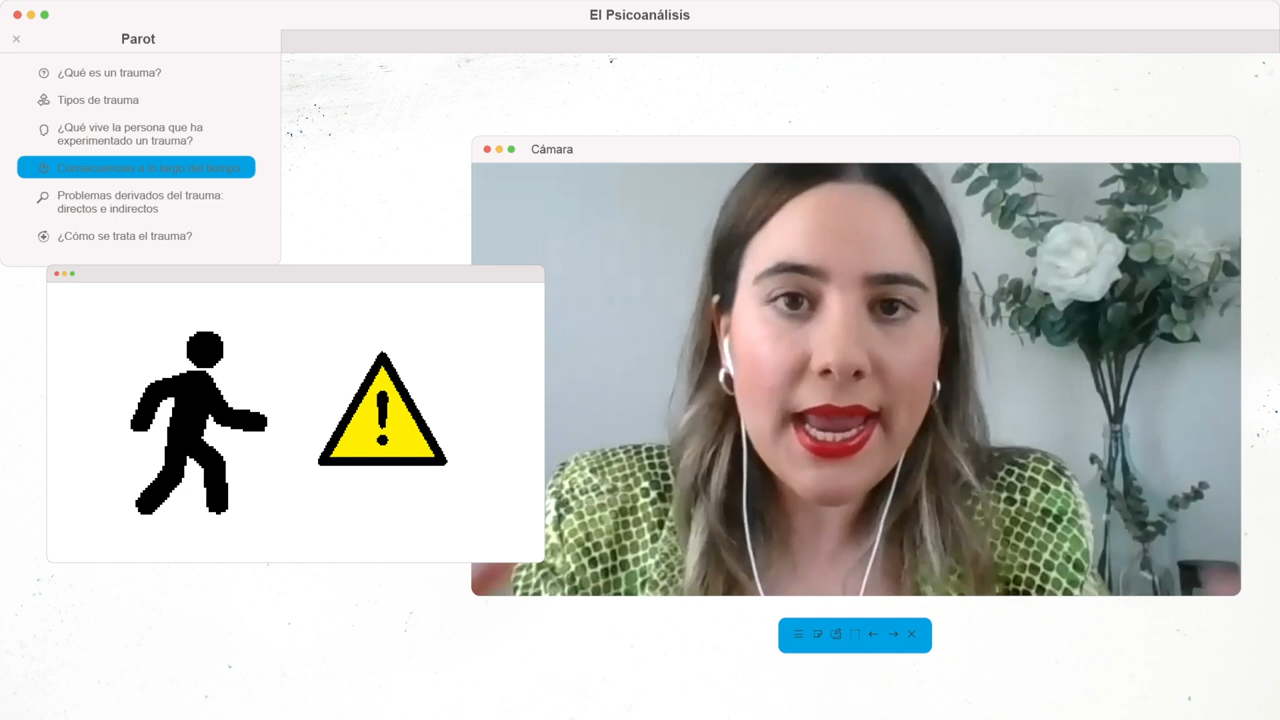 El Psicoanálisis
Parot
¿Qué es un trauma?
Tipos de trauma
¿Qué vive la persona que ha
experimentado un trauma?
Consecuencias a lo largo del tiempo
Problemas derivados del trauma:
directos e indirectos
¿Cómo se trata el trauma?
Cámara